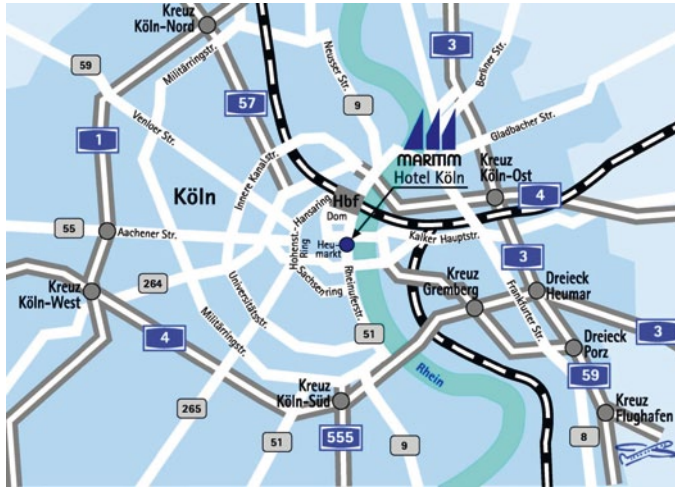 Kreuz
Köln-Nord
59
Militärringstr.
Neusser Str.
3
Berliner Str.
57
9
1
Venloer Str.
Gladbacher Str.
MARITIM
Hotel Köln
Innere Kanalstr.
Köln
Kreuz
Köln-Ost
Hbf
4
Hansaring
Dom
55
Aachener Str.
Hohenst.-
Ring
Heu-
markt
Kalker Hauptstr.
3
Kreuz
Köln-West
264
Sachsenring
Rheinuferstr.
Kreuz
Gremberg
Dreieck
Heumar
Universitätsstr.
Militärringstr.
Frankfurter Str.
4
51
3
Dreieck
Porz
Rhein
59
265
Kreuz
Köln-Süd
Kreuz
Flughafen
51
555
9
8